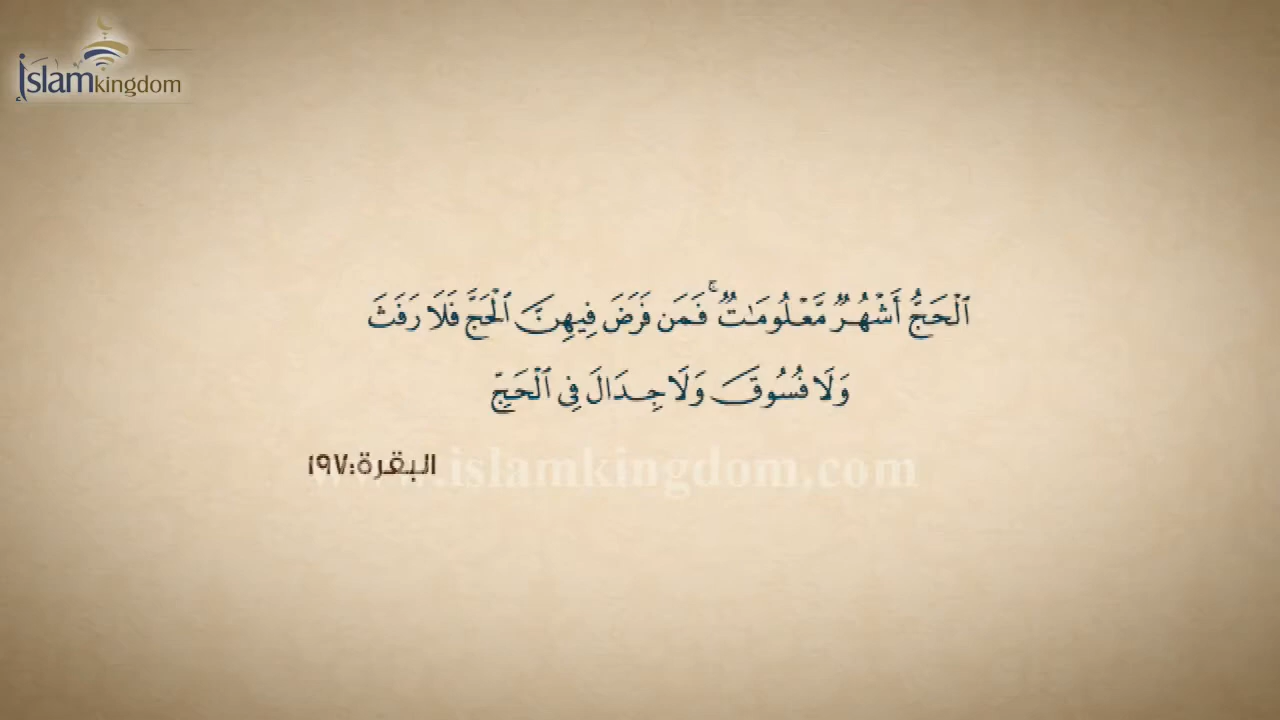 islamkingdom
ٱلْحَجُّ أَشْهُرٌ مَّعْلُومَٰتٌ ۚ فَمَن فَرَضَ فِيهِنَّ ٱلْحَجَّ فَلَا رَفَثَ
وَلَا فُسُوقَ وَلَا جِدَالَ فِى ٱلْحَجِّ
البقرة:١٩٧
www.islamkingdom.com